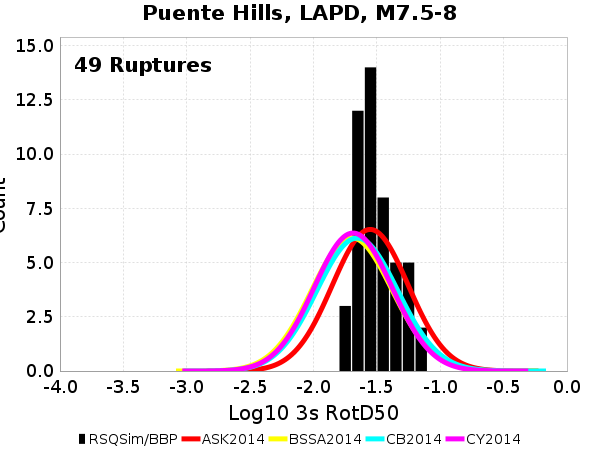 Puente Hills, LAPD, M7.5-8
49 Ruptures
15.0
12.5
10.0
7.5
5.0
2.5
0.0
-4.0 -3.5 -3.0 -2.5 -2.0 -1.5 -1.0 -0.5 0.0
Log10 3s RotD50
RSQSim/BBP ASK2014 BSSA2014 CB2014 CY2014